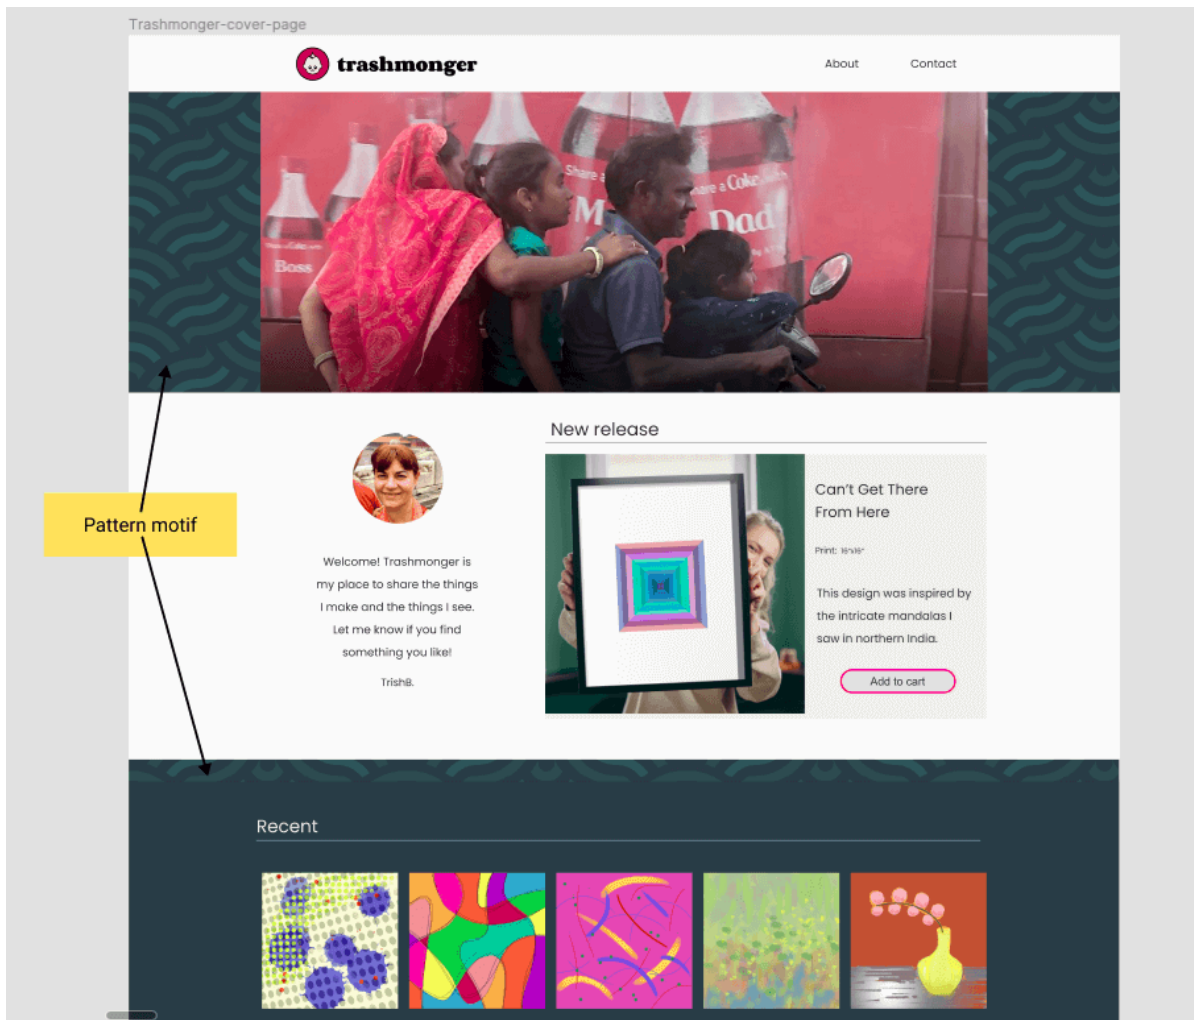 Trashmonger-cover-page
trashmonger
About
Contact
Share a
Share a Coke with
M
Dad
Boss
Pattern motif
Welcome! Trashmonger is
my place to share the things
I make and the things I see.
Let me know if you find
something you like!
TrishB.
New release
Can't Get There
From Here
Print:
This design was inspired by
the intricate mandalas I
saw in northern India.
Add to cart
Recent